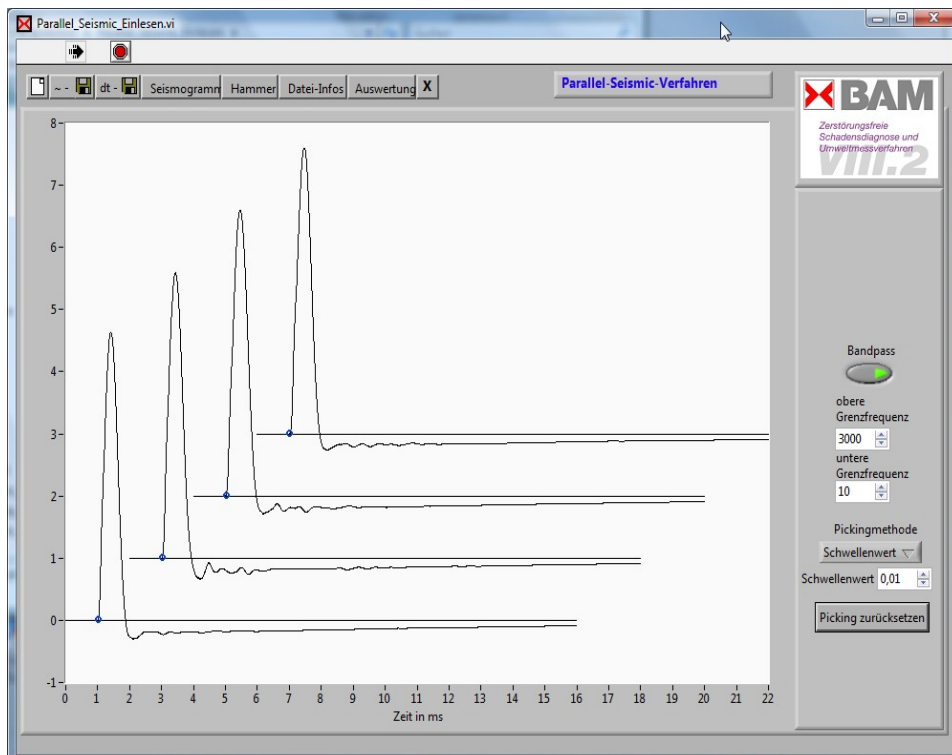 Parallel_Seismic_Einlesen.vi
~ - dt - Seismogramm Hammer Datei-Infos Auswertung X
Parallel-Seismic-Verfahren
BAM
Zerstörungsfreie
Schadensdiagnose und
Umweltmessverfahren
VIII.2
8
7
6
5
4
3
2
1
0
-1
0 1 2 3 4 5 6 7 8 9 10 11 12 13 14 15 16 17 18 19 20 21 22
Zeit in ms
Bandpass
obere
Grenzfrequenz
3000
untere
Grenzfrequenz
10
Pickingmethode
Schwellenwert
Schwellenwert 0,01
Picking zurücksetzen